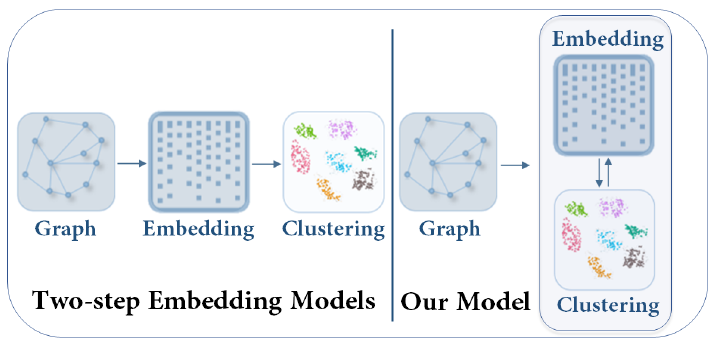 Graph
Embedding
Clustering
Two-step Embedding Models
Graph
Our Model
Embedding
Clustering